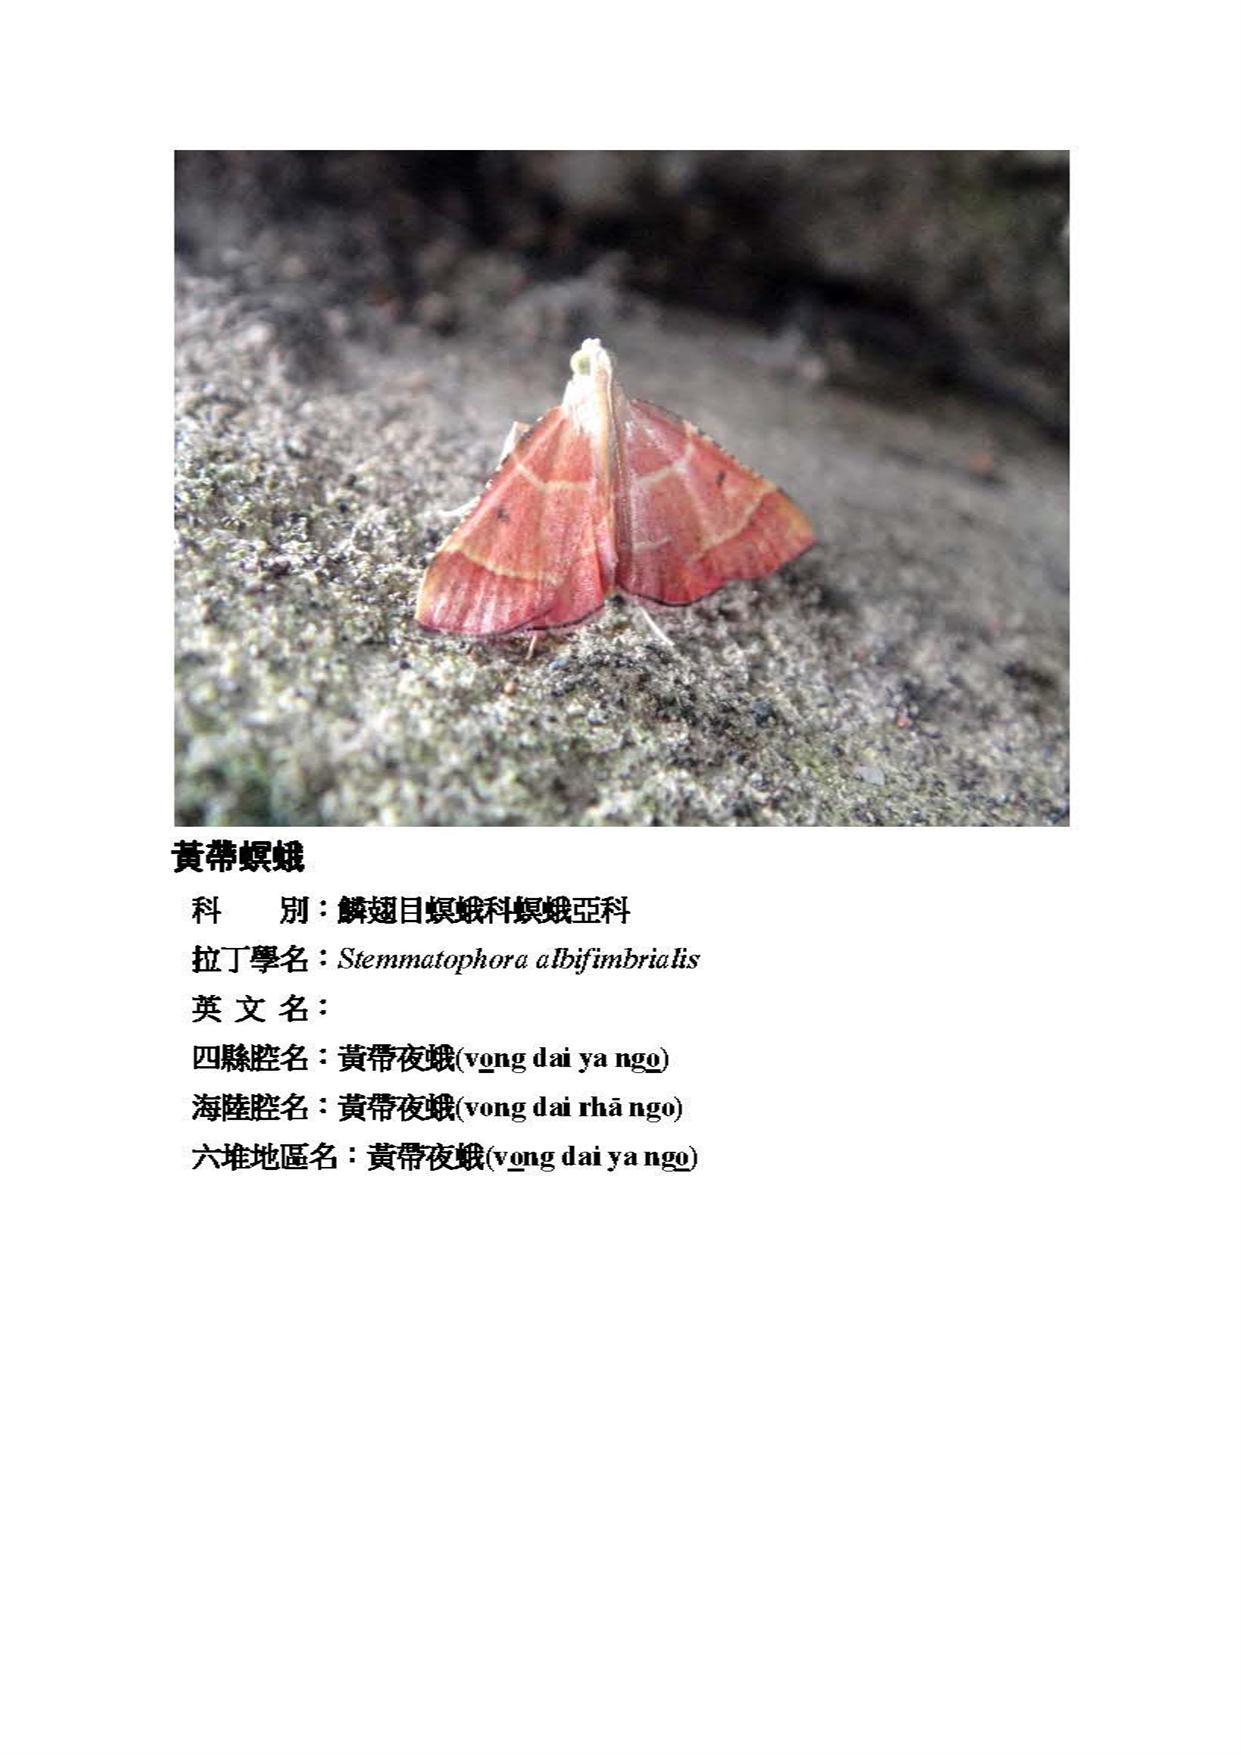 黃帶螟蛾
科　　別：鱗翅目螟蛾科螟蛾亞科
拉丁學名：Stemmatophora albifimbrialis
英 文 名：
四縣腔名：黃帶夜蛾(vong dai ya ngo)
海陸腔名：黃帶夜蛾(vong dai rhā ngo)
六堆地區名：黃帶夜蛾(vong dai ya ngo)